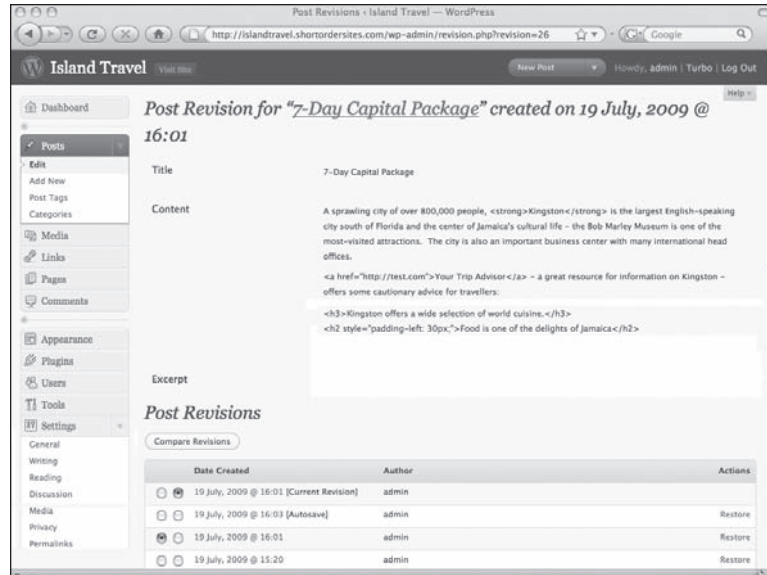 Post Revisions ‹ Island Travel — WordPress
http://islandtravel.shortordersites.com/wp-admin/revision.php?revision=26
Google
Island Travel
Visit Site
New Post
Howdy, admin | Turbo | Log Out
Help
Dashboard
Posts
Edit
Add New
Post Tags
Categories
Media
Links
Pages
Comments
Appearance
Plugins
Users
Tools
Settings
General
Writing
Reading
Discussion
Media
Privacy
Permalinks
Post Revision for “7-Day Capital Package” created on 19 July, 2009 @
16:01
Title
7-Day Capital Package
Content
A sprawling city of over 800,000 people, <strong>Kingston</strong> is the largest English-speaking
city south of Florida and the center of Jamaica's cultural life – the Bob Marley Museum is one of the
most-visited attractions. The city is also an important business center with many international head
offices.
<a href="http://test.com">Your Trip Advisor</a> – a great resource for information on Kingston –
offers some cautionary advice for travellers:
<h3>Kingston offers a wide selection of world cuisine.</h3>
<h2 style="padding-left: 30px;">Food is one of the delights of Jamaica</h2>
Excerpt
Post Revisions
Compare Revisions
Date Created Author Actions
19 July, 2009 @ 16:01 [Current Revision] admin
19 July, 2009 @ 16:03 [Autosave] admin Restore
19 July, 2009 @ 16:01 admin Restore
19 July, 2009 @ 15:20 admin Restore